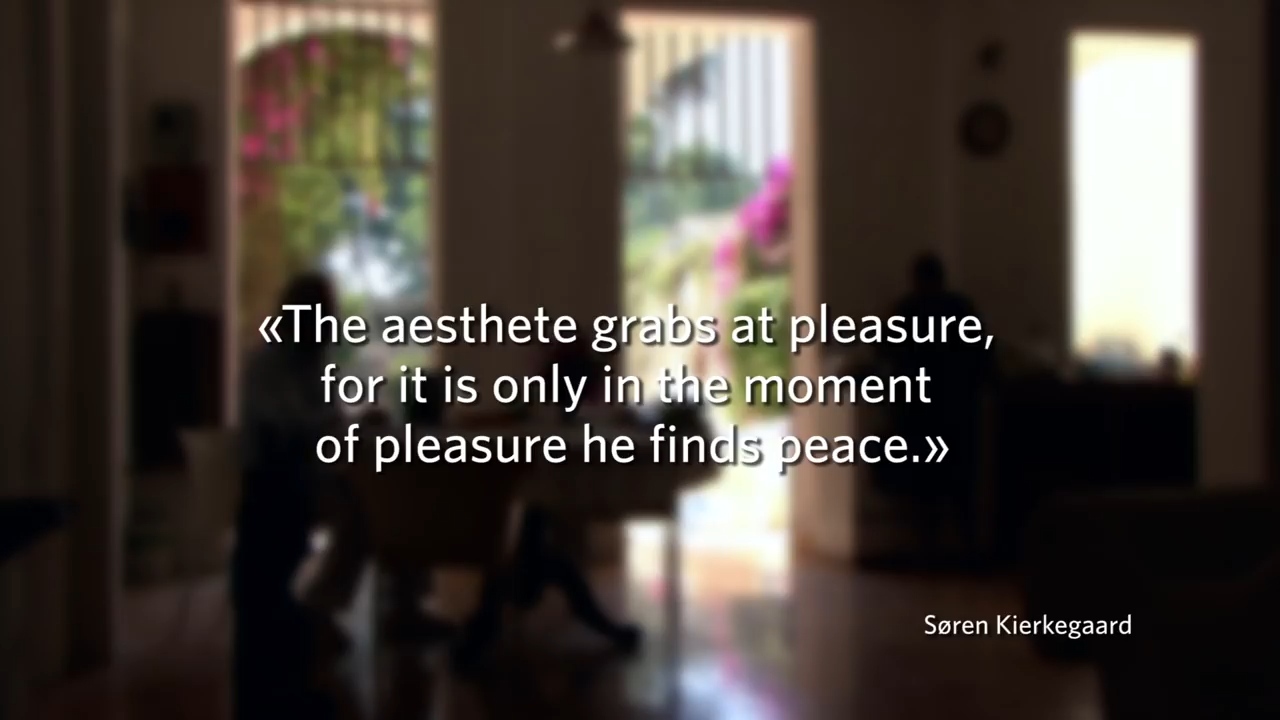 «The aesthete grabs at pleasure,
for it is only in the moment
of pleasure he finds peace.»
Søren Kierkegaard